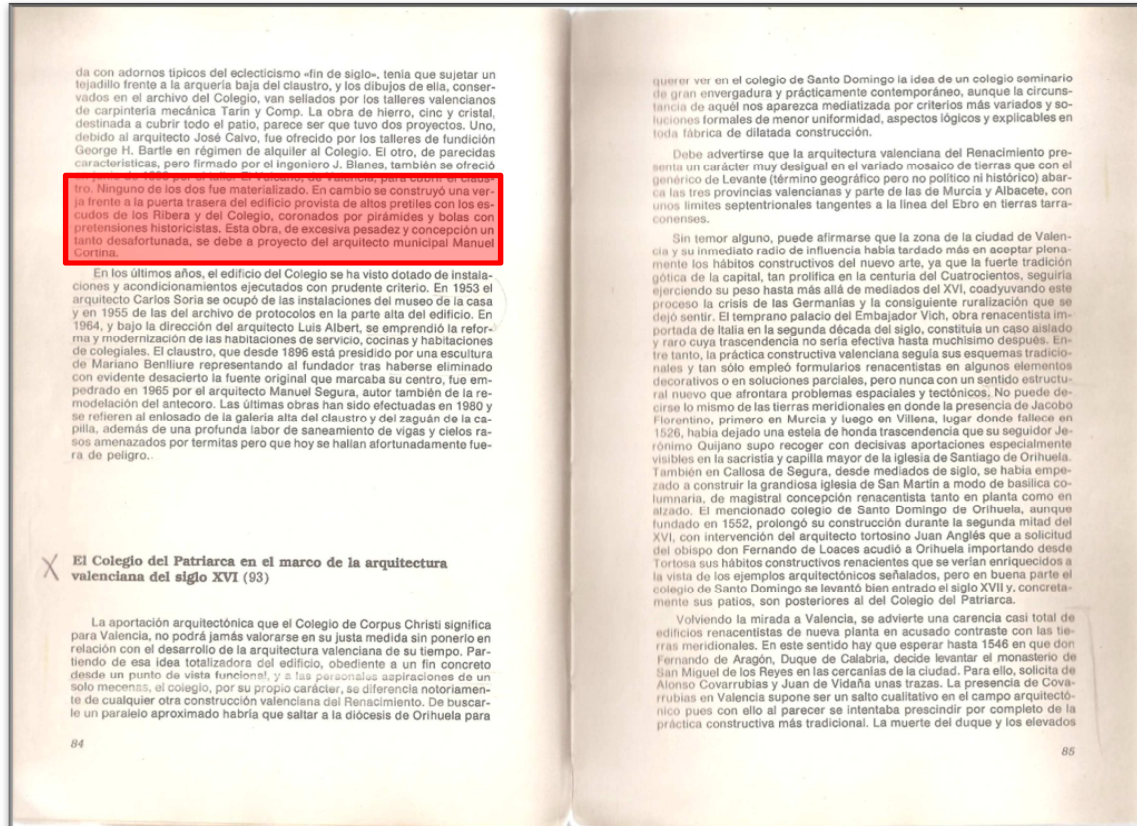 da con adornos típicos del eclecticismo «fin de siglo», tenía que sujetar un
tejadillo frente a la arquería baja del claustro, y los dibujos de ella, conser-
vados en el archivo del Colegio, van sellados por los talleres valencianos
de carpintería mecánica Tarín y Comp. La obra de hierro, cinc y cristal,
destinada a cubrir todo el patio, parece ser que tuvo dos proyectos. Uno,
debido al arquitecto José Calvo, fue ofrecido por los talleres de fundición
George H. Bartle en régimen de alquiler al Colegio. El otro, de parecidas
características, pero firmado por el ingeniero J. Blanes, también se ofreció
de Valencia, para cubrir el claus-
tro. Ninguno de los dos fue materializado. En cambio se construyó una ver-
ja frente a la puerta trasera del edificio provista de altos pretiles con los es-
cudos de los Ribera y del Colegio, coronados por pirámides y bolas con
pretensiones historicistas. Esta obra, de excesiva pesadez y concepción un
tanto desafortunada, se debe a proyecto del arquitecto municipal Manuel
Cortina.
En los últimos años, el edificio del Colegio se ha visto dotado de instala-
ciones y acondicionamientos ejecutados con prudente criterio. En 1953 el
arquitecto Carlos Soria se ocupó de las instalaciones del museo de la casa
y en 1955 de las del archivo de protocolos en la parte alta del edificio. En
1964, y bajo la dirección del arquitecto Luis Albert, se emprendió la refor-
ma y modernización de las habitaciones de servicio, cocinas y habitaciones
de colegiales. El claustro, que desde 1896 está presidido por una escultura
de Mariano Benlliure representando al fundador tras haberse eliminado
con evidente desacierto la fuente original que marcaba su centro, fue em-
pedrado en 1965 por el arquitecto Manuel Segura, autor también de la re-
modelación del antecoro. Las últimas obras han sido efectuadas en 1980 y
se refieren al enlosado de la galería alta del claustro y del zaguán de la ca-
pilla, además de una profunda labor de saneamiento de vigas y cielos ra-
sos amenazados por termitas pero que hoy se hallan afortunadamente fue-
ra de peligro.
El Colegio del Patriarca en el marco de la arquitectura
valenciana del siglo XVI (93)
La aportación arquitectónica que el Colegio de Corpus Christi significa
para Valencia, no podrá jamás valorarse en su justa medida sin ponerlo en
relación con el desarrollo de la arquitectura valenciana de su tiempo. Par-
tiendo de esa idea totalizadora del edificio, obediente a un fin concreto
desde un punto de vista funcional, y a las personales aspiraciones de un
solo mecenas, el colegio, por su propio carácter, se diferencia notoriamen-
te de cualquier otra construcción valenciana del Renacimiento. De buscar-
le un paralelo aproximado habría que saltar a la diócesis de Orihuela para
84
querer ver en el colegio de Santo Domingo la idea de un colegio seminario
de gran envergadura y prácticamente contemporáneo, aunque la circuns-
tancia de aquél nos aparezca mediatizada por criterios más variados y so-
luciones formales de menor uniformidad, aspectos lógicos y explicables en
toda fábrica de dilatada construcción.
Debe advertirse que la arquitectura valenciana del Renacimiento pre-
senta un carácter muy desigual en el variado mosaico de tierras que con el
genérico de Levante (término geográfico pero no político ni histórico) abar-
ca las tres provincias valencianas y parte de las de Murcia y Albacete, con
unos límites septentrionales tangentes a la línea del Ebro en tierras tarra-
conenses.
Sin temor alguno, puede afirmarse que la zona de la ciudad de Valen-
cia y su inmediato radio de influencia había tardado más en aceptar plena-
mente los hábitos constructivos del nuevo arte, ya que la fuerte tradición
gótica de la capital, tan prolífica en la centuria del Cuatrocientos, seguiría
ejerciendo su peso hasta más allá de mediados del XVI, coadyuvando este
proceso la crisis de las Germanías y la consiguiente ruralización que se
dejó sentir. El temprano palacio del Embajador Vich, obra renacentista im-
portada de Italia en la segunda década del siglo, constituía un caso aislado
y raro cuya trascendencia no sería efectiva hasta muchísimo después. En-
tre tanto, la práctica constructiva valenciana seguía sus esquemas tradicio-
nales y tan sólo empleó formularios renacentistas en algunos elementos
decorativos o en soluciones parciales, pero nunca con un sentido estructu-
ral nuevo que afrontara problemas espaciales y tectónicos. No puede de-
cirse lo mismo de las tierras meridionales en donde la presencia de Jacobo
Florentino, primero en Murcia y luego en Villena, lugar donde fallece en
1526, había dejado una estela de honda trascendencia que su seguidor Je-
rónimo Quijano supo recoger con decisivas aportaciones especialmente
visibles en la sacristía y capilla mayor de la iglesia de Santiago de Orihuela.
También en Callosa de Segura, desde mediados de siglo, se había empe-
zado a construir la grandiosa iglesia de San Martín a modo de basílica co-
lumnaria, de magistral concepción renacentista tanto en planta como en
alzado. El mencionado colegio de Santo Domingo de Orihuela, aunque
fundado en 1552, prolongó su construcción durante la segunda mitad del
XVI, con intervención del arquitecto tortosino Juan Anglés que a solicitud
del obispo don Fernando de Loaces acudió a Orihuela importando desde
Tortosa sus hábitos constructivos renacientes que se verían enriquecidos a
la vista de los ejemplos arquitectónicos señalados, pero en buena parte el
colegio de Santo Domingo se levantó bien entrado el siglo XVII y, concreta-
mente sus patios, son posteriores al del Colegio del Patriarca.
Volviendo la mirada a Valencia, se advierte una carencia casi total de
edificios renacentistas de nueva planta en acusado contraste con las tie-
rras meridionales. En este sentido hay que esperar hasta 1546 en que don
Fernando de Aragón, Duque de Calabria, decide levantar el monasterio de
San Miguel de los Reyes en las cercanías de la ciudad. Para ello, solicita de
Alonso Covarrubias y Juan de Vidaña unas trazas. La presencia de Cova-
rrubias en Valencia supone ser un salto cualitativo en el campo arquitectó-
nico pues con ello al parecer se intentaba prescindir por completo de la
práctica constructiva más tradicional. La muerte del duque y los elevados
85